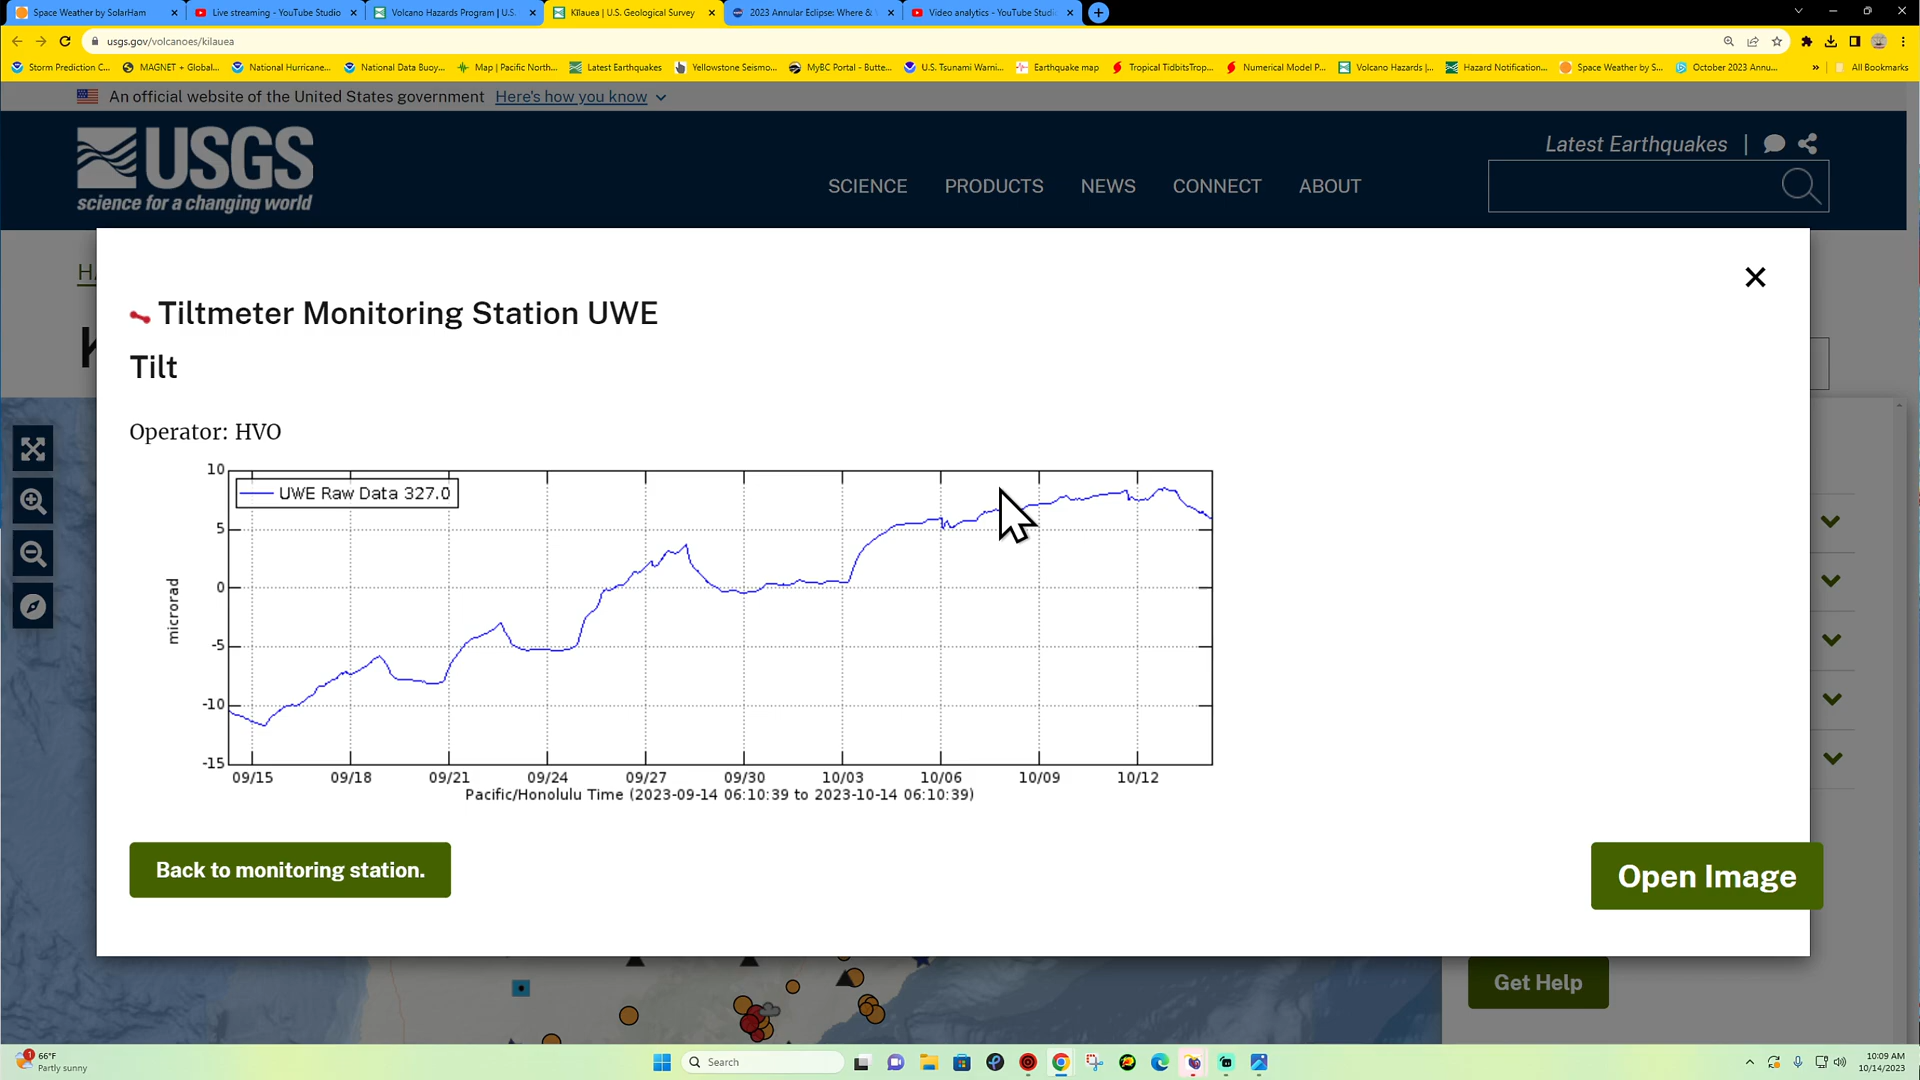 Space Weather by SolarHam
Live streaming - YouTube Studio
Volcano Hazards Program | U.S.
Kīlauea | U.S. Geological Survey
2023 Annular Eclipse: Where &
Video analytics - YouTube Studio
usgs.gov/volcanoes/kilauea
Storm Prediction C...
MAGNET + Global...
National Hurricane...
National Data Buoy...
Map | Pacific North...
Latest Earthquakes
Yellowstone Seismo...
MyBC Portal - Butte...
U.S. Tsunami Warni...
Earthquake map
Tropical TidbitsTrop...
Numerical Model P...
Volcano Hazards |...
Hazard Notification...
Space Weather by S...
October 2023 Annu...
»
All Bookmarks
An official website of the United States government Here's how you know
USGS
science for a changing world
Latest Earthquakes |
SCIENCE PRODUCTS NEWS CONNECT ABOUT
Tiltmeter Monitoring Station UWE
Tilt
Operator: HVO
UWE Raw Data 327.0
10
5
0
-5
-10
-15
microrad
09/15 09/18 09/21 09/24 09/27 09/30 10/03 10/06 10/09 10/12
Pacific/Honolulu Time (2023-09-14 06:10:39 to 2023-10-14 06:10:39)
Back to monitoring station.
Open Image
Get Help
1
66°F
Partly sunny
Search
10:09 AM
10/14/2023